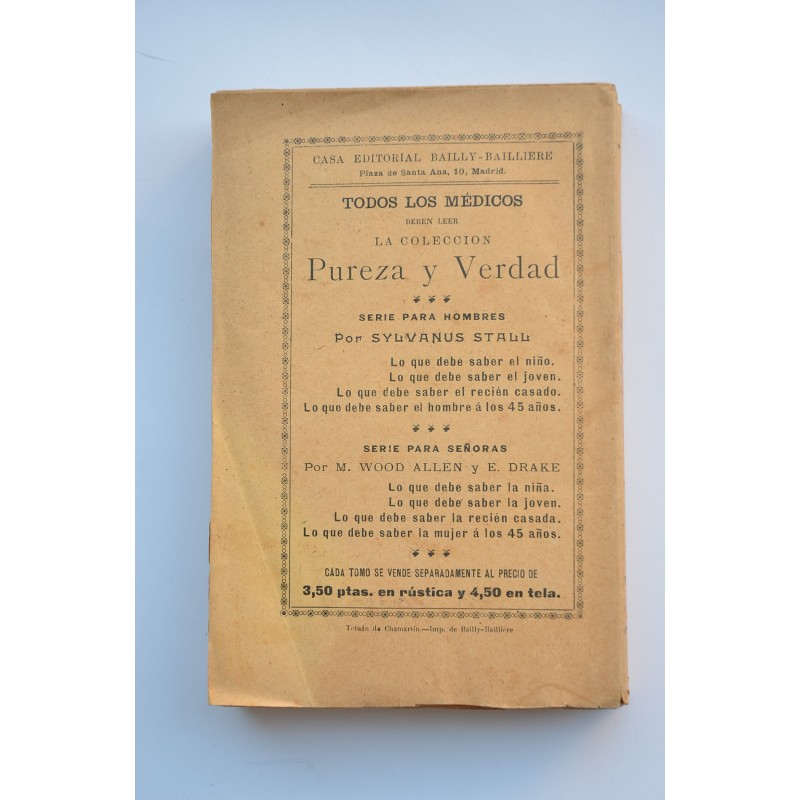 CASA EDITORIAL BAILLY-BAILLIERE
Plaza de Santa Ana, 10, Madrid.
TODOS LOS MÉDICOS
DEBEN LEER
LA COLECCION
Pureza y Verdad
SERIE PARA HOMBRES
Por SYLVANUS STALL
Lo que debe saber el niño.
Lo que debe saber el joven.
Lo que debe saber el recién casado.
Lo que debe saber el hombre á los 45 años.
SERIE PARA SEÑORAS
Por M. WOOD ALLEN y E. DRAKE
Lo que debe saber la niña.
Lo que debe saber la joven.
Lo que debe saber la recién casada.
Lo que debe saber la mujer á los 45 años.
CADA TOMO SE VENDE SEPARADAMENTE AL PRECIO DE
3,50 ptas. en rústica y 4,50 en tela.
Tetuán de Chamartín.—Imp. de Bailly-Baillière